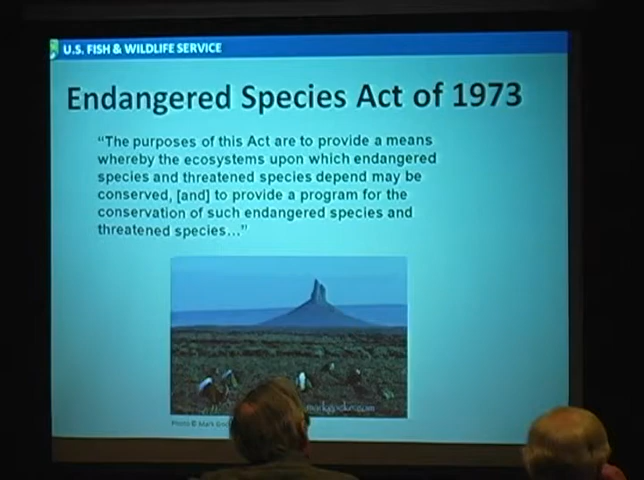 U.S. FISH & WILDLIFE SERVICE
Endangered Species Act of 1973
“The purposes of this Act are to provide a means
whereby the ecosystems upon which endangered
species and threatened species depend may be
conserved, [and] to provide a program for the
conservation of such endangered species and
threatened species...”
markgocke.com
Photo © Mark